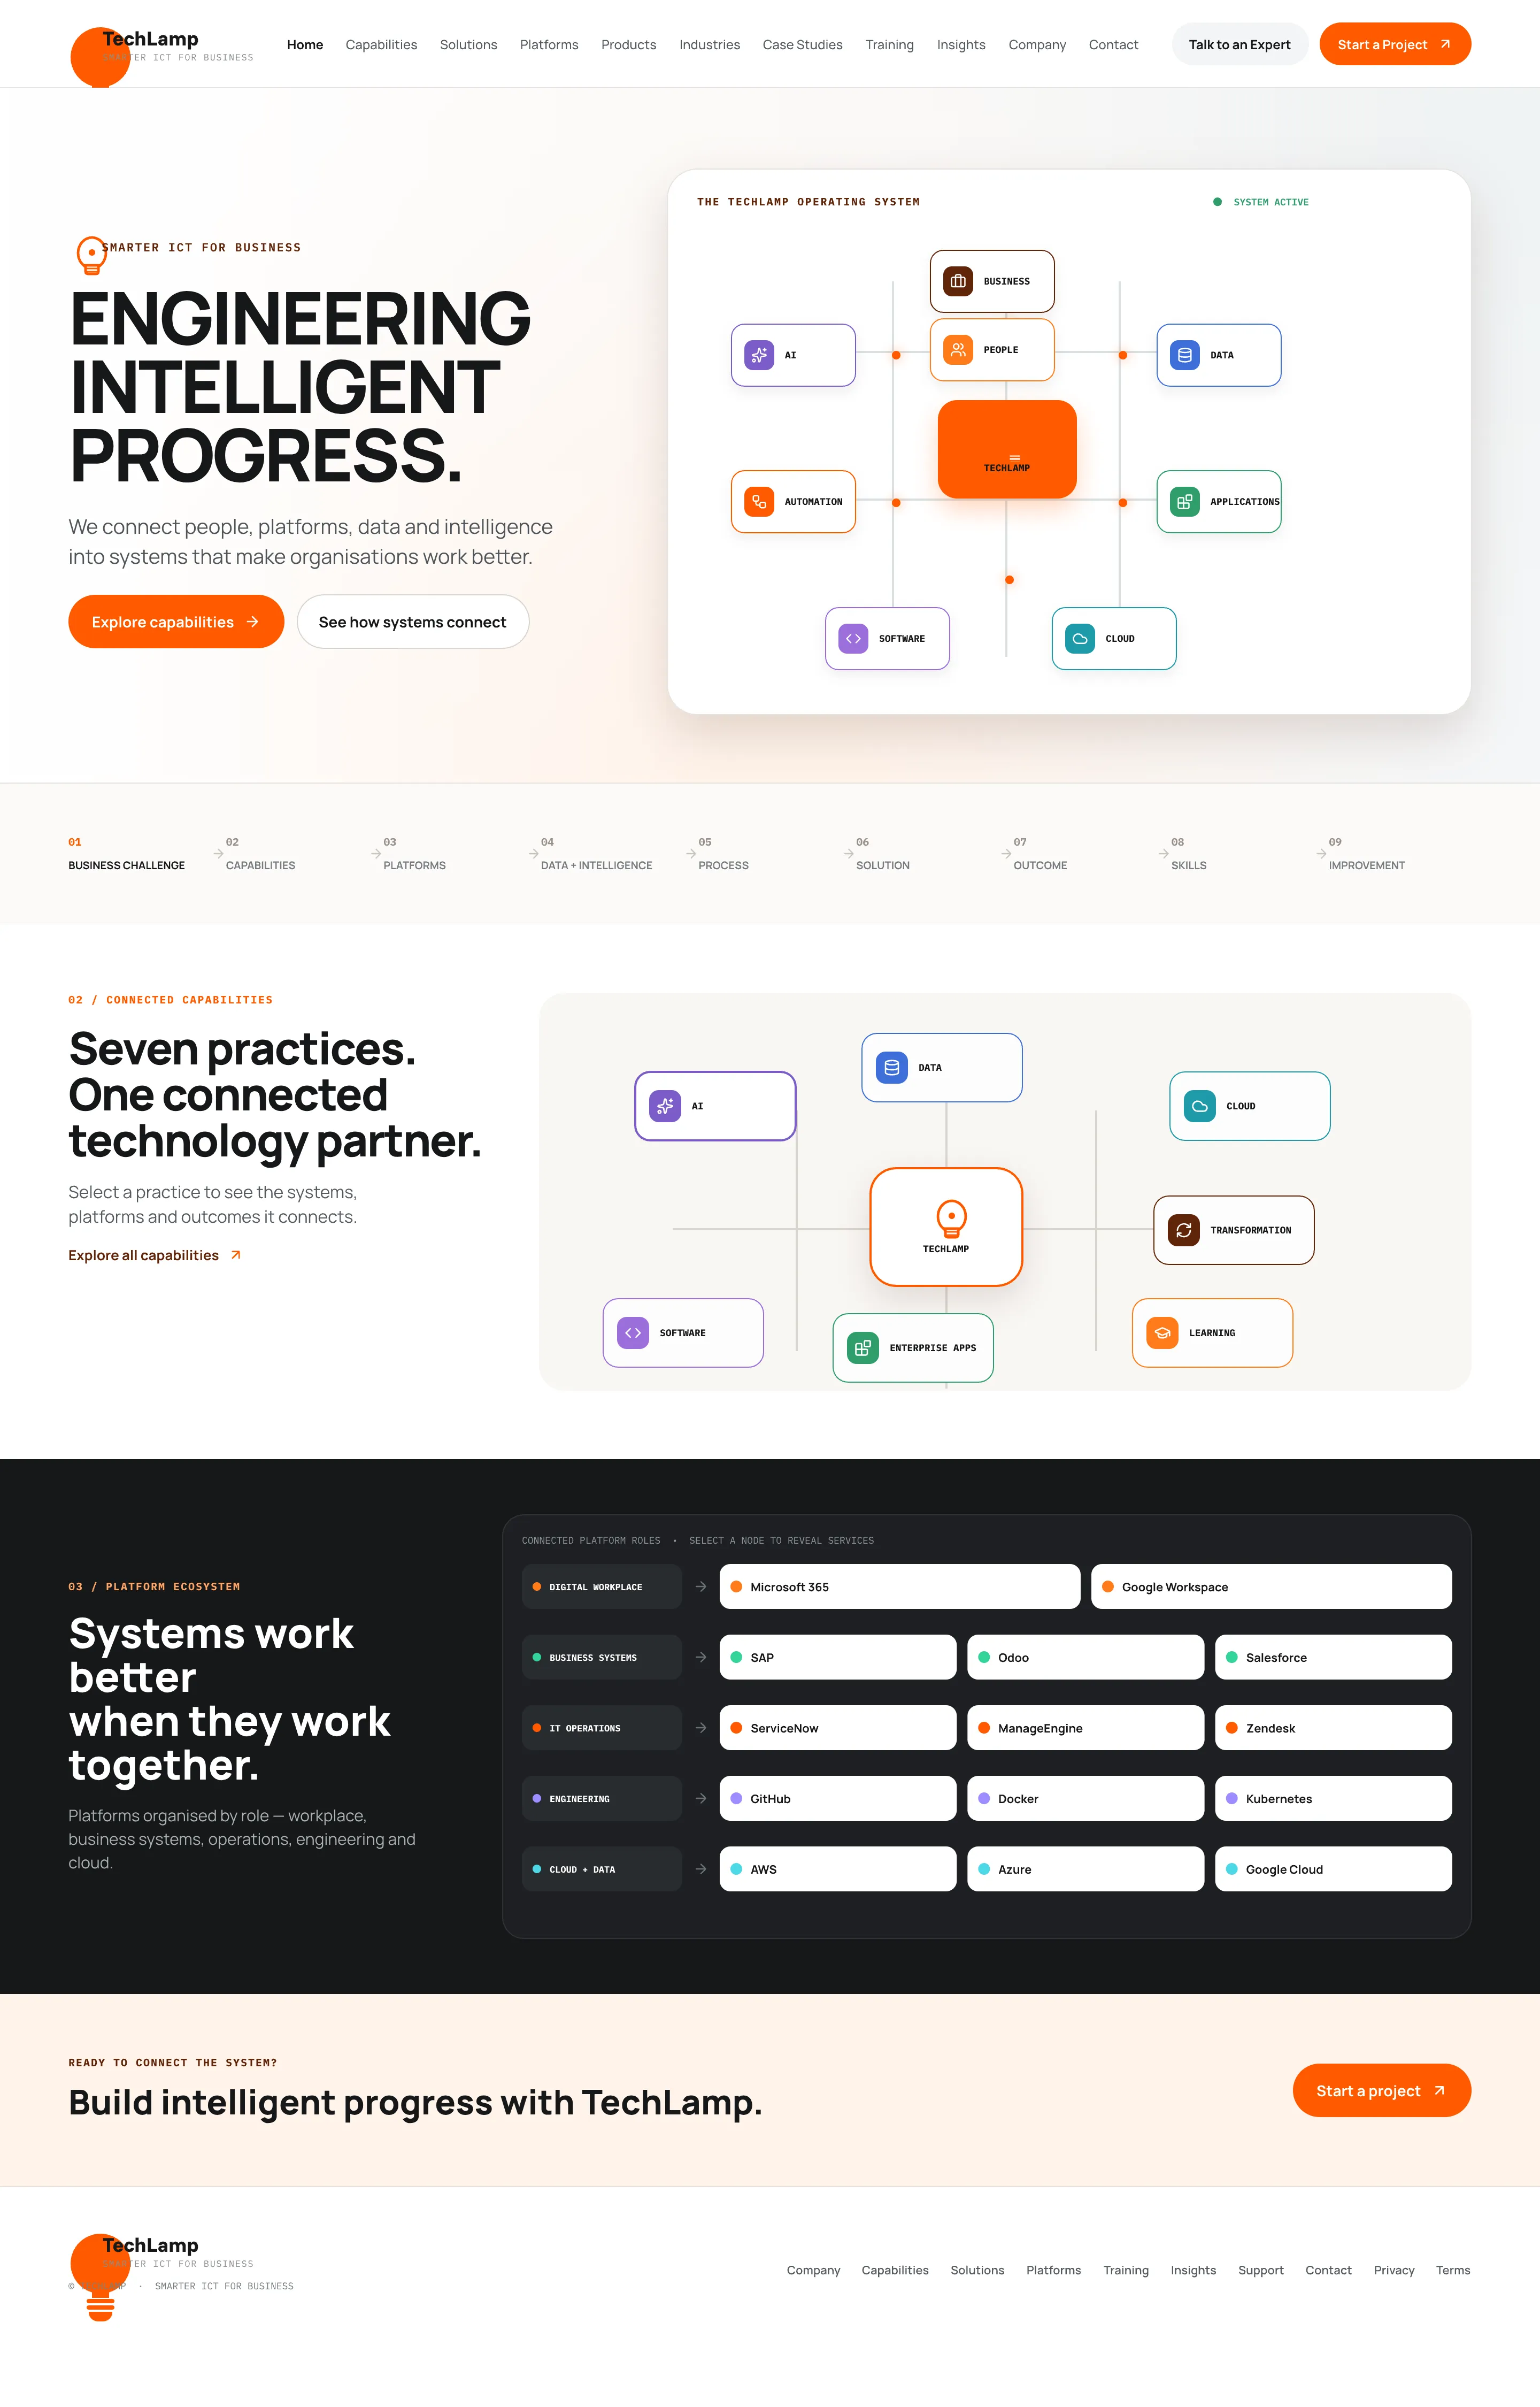 TechLamp
SMARTER ICT FOR BUSINESS
Home
Capabilities
Solutions
Platforms
Products
Industries
Case Studies
Training
Insights
Company
Contact
Talk to an Expert
Start a Project
SMARTER ICT FOR BUSINESS
ENGINEERING
INTELLIGENT
PROGRESS.
We connect people, platforms, data and intelligence
into systems that make organisations work better.
Explore capabilities
See how systems connect
THE TECHLAMP OPERATING SYSTEM
SYSTEM ACTIVE
BUSINESS
PEOPLE
AI
DATA
TECHLAMP
AUTOMATION
APPLICATIONS
SOFTWARE
CLOUD
01
BUSINESS CHALLENGE
02
CAPABILITIES
03
PLATFORMS
04
DATA + INTELLIGENCE
05
PROCESS
06
SOLUTION
07
OUTCOME
08
SKILLS
09
IMPROVEMENT
02 / CONNECTED CAPABILITIES
Seven practices.
One connected
technology partner.
Select a practice to see the systems,
platforms and outcomes it connects.
Explore all capabilities
DATA
AI
CLOUD
TECHLAMP
TRANSFORMATION
SOFTWARE
ENTERPRISE APPS
LEARNING
03 / PLATFORM ECOSYSTEM
Systems work
better
when they work
together.
Platforms organised by role — workplace,
business systems, operations, engineering and
cloud.
CONNECTED PLATFORM ROLES • SELECT A NODE TO REVEAL SERVICES
DIGITAL WORKPLACE
Microsoft 365
Google Workspace
BUSINESS SYSTEMS
SAP
Odoo
Salesforce
IT OPERATIONS
ServiceNow
ManageEngine
Zendesk
ENGINEERING
GitHub
Docker
Kubernetes
CLOUD + DATA
AWS
Azure
Google Cloud
READY TO CONNECT THE SYSTEM?
Build intelligent progress with TechLamp.
Start a project
TechLamp
SMARTER ICT FOR BUSINESS
© · SMARTER ICT FOR BUSINESS
Company
Capabilities
Solutions
Platforms
Training
Insights
Support
Contact
Privacy
Terms